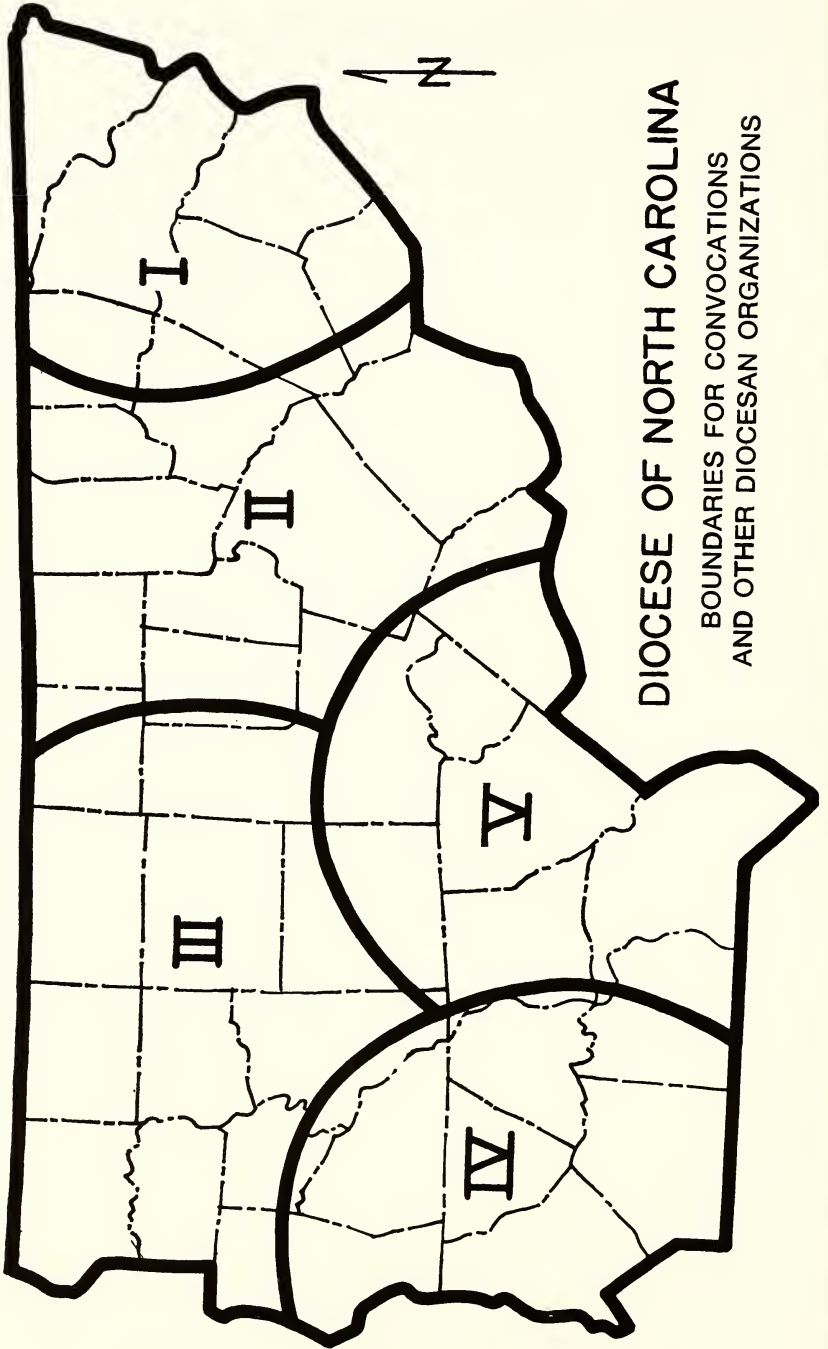 DIOCESE OF NORTH CAROLINA
BOUNDARIES FOR CONVOCATIONS
AND OTHER DIOCESAN ORGANIZATIONS
N
I
II
III
IV
V